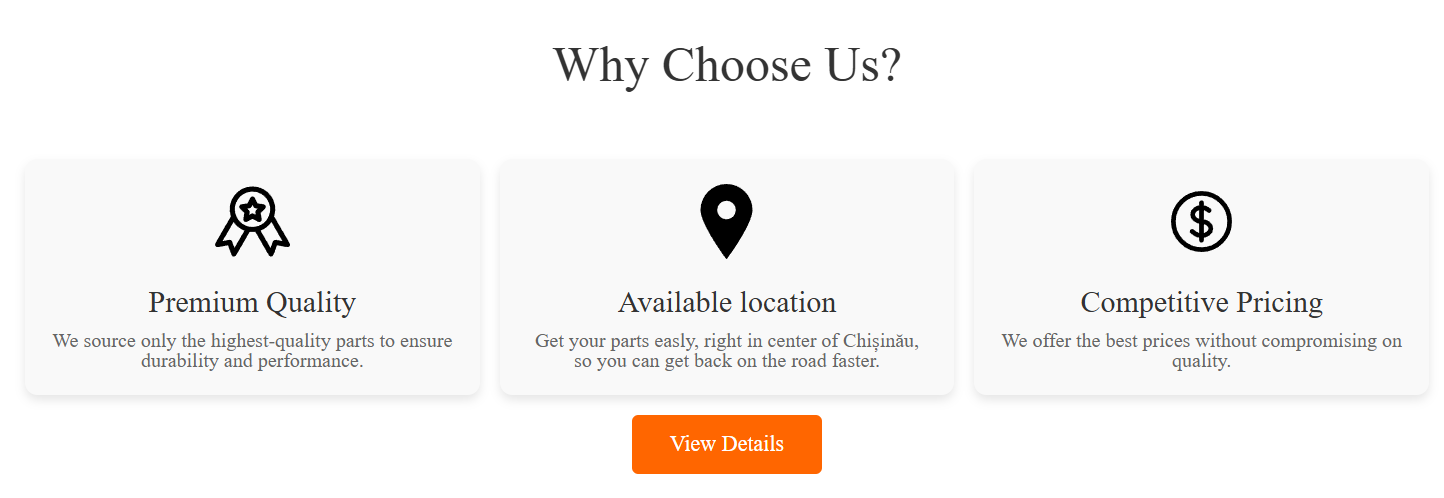 Why Choose Us?
Premium Quality
We source only the highest-quality parts to ensure
durability and performance.
Available location
Get your parts easly, right in center of Chișinău,
so you can get back on the road faster.
Competitive Pricing
We offer the best prices without compromising on
quality.
View Details